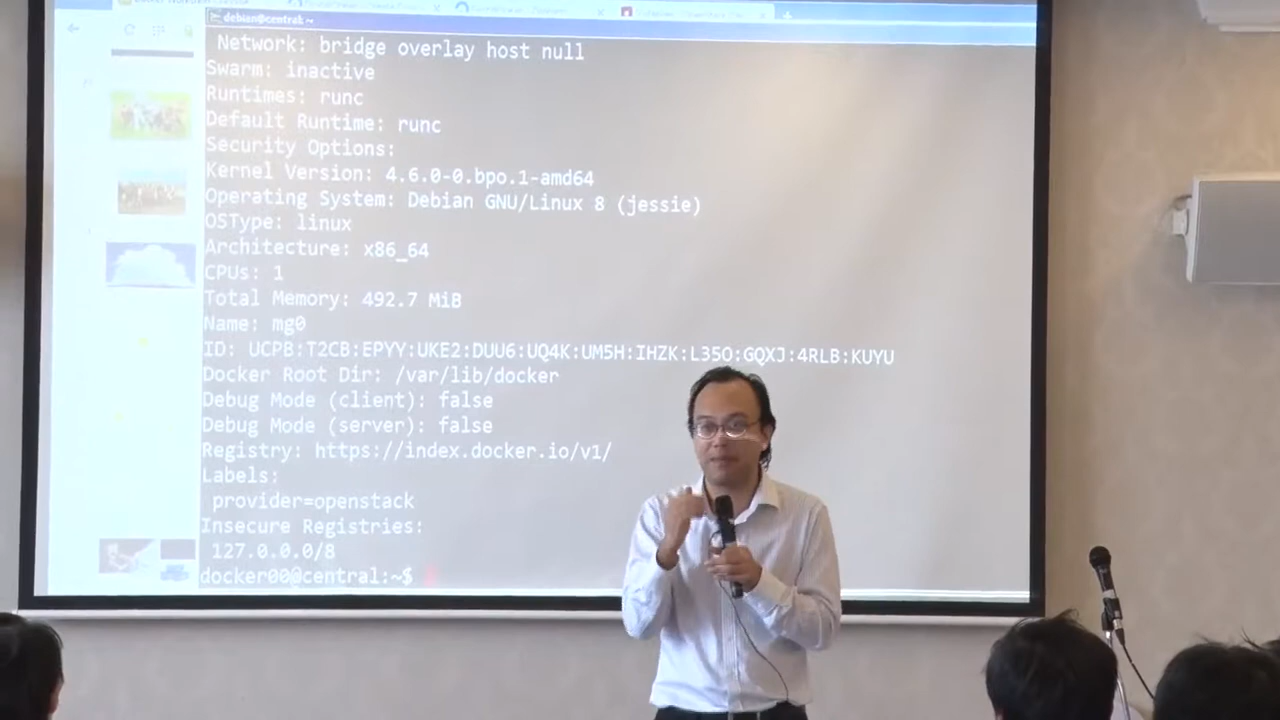 debian@central: ~
Network: bridge overlay host null
Swarm: inactive
Runtimes: runc
Default Runtime: runc
Security Options:
Kernel Version: 4.6.0-0.bpo.1-amd64
Operating System: Debian GNU/Linux 8 (jessie)
OSType: linux
Architecture: x86_64
CPUs: 1
Total Memory: 492.7 MiB
Name: mg0
ID: UCPB:T2CB:EPYY:UKE2:DUU6:UQ4K:UM5H:IHZK:L35O:GQXJ:4RLB:KUYU
Docker Root Dir: /var/lib/docker
Debug Mode (client): false
Debug Mode (server): false
Registry: https://index.docker.io/v1/
Labels:
provider=openstack
Insecure Registries:
127.0.0.0/8
docker00@central:~$